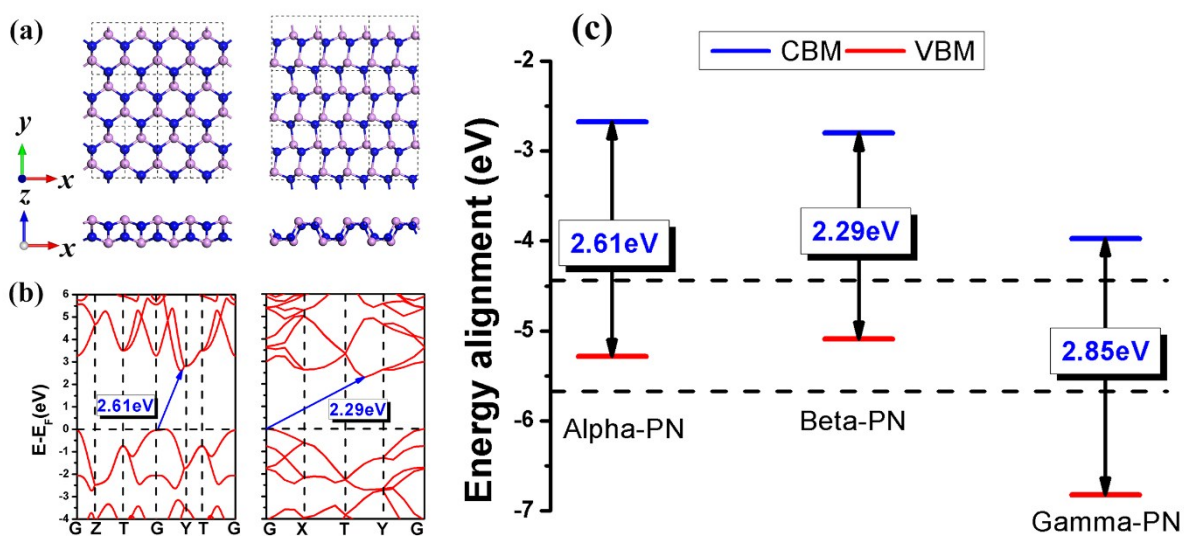 (a)
y
x
z
x
(b)
E-E_F(eV)
6
5
4
3
2
1
0
-1
-2
-3
-4
2.61eV
2.29eV
G Z T G Y T G
G X T Y G
(c)
CBM VBM
Energy alignment (eV)
-2
-3
-4
-5
-6
-7
2.61eV
2.29eV
2.85eV
Alpha-PN
Beta-PN
Gamma-PN